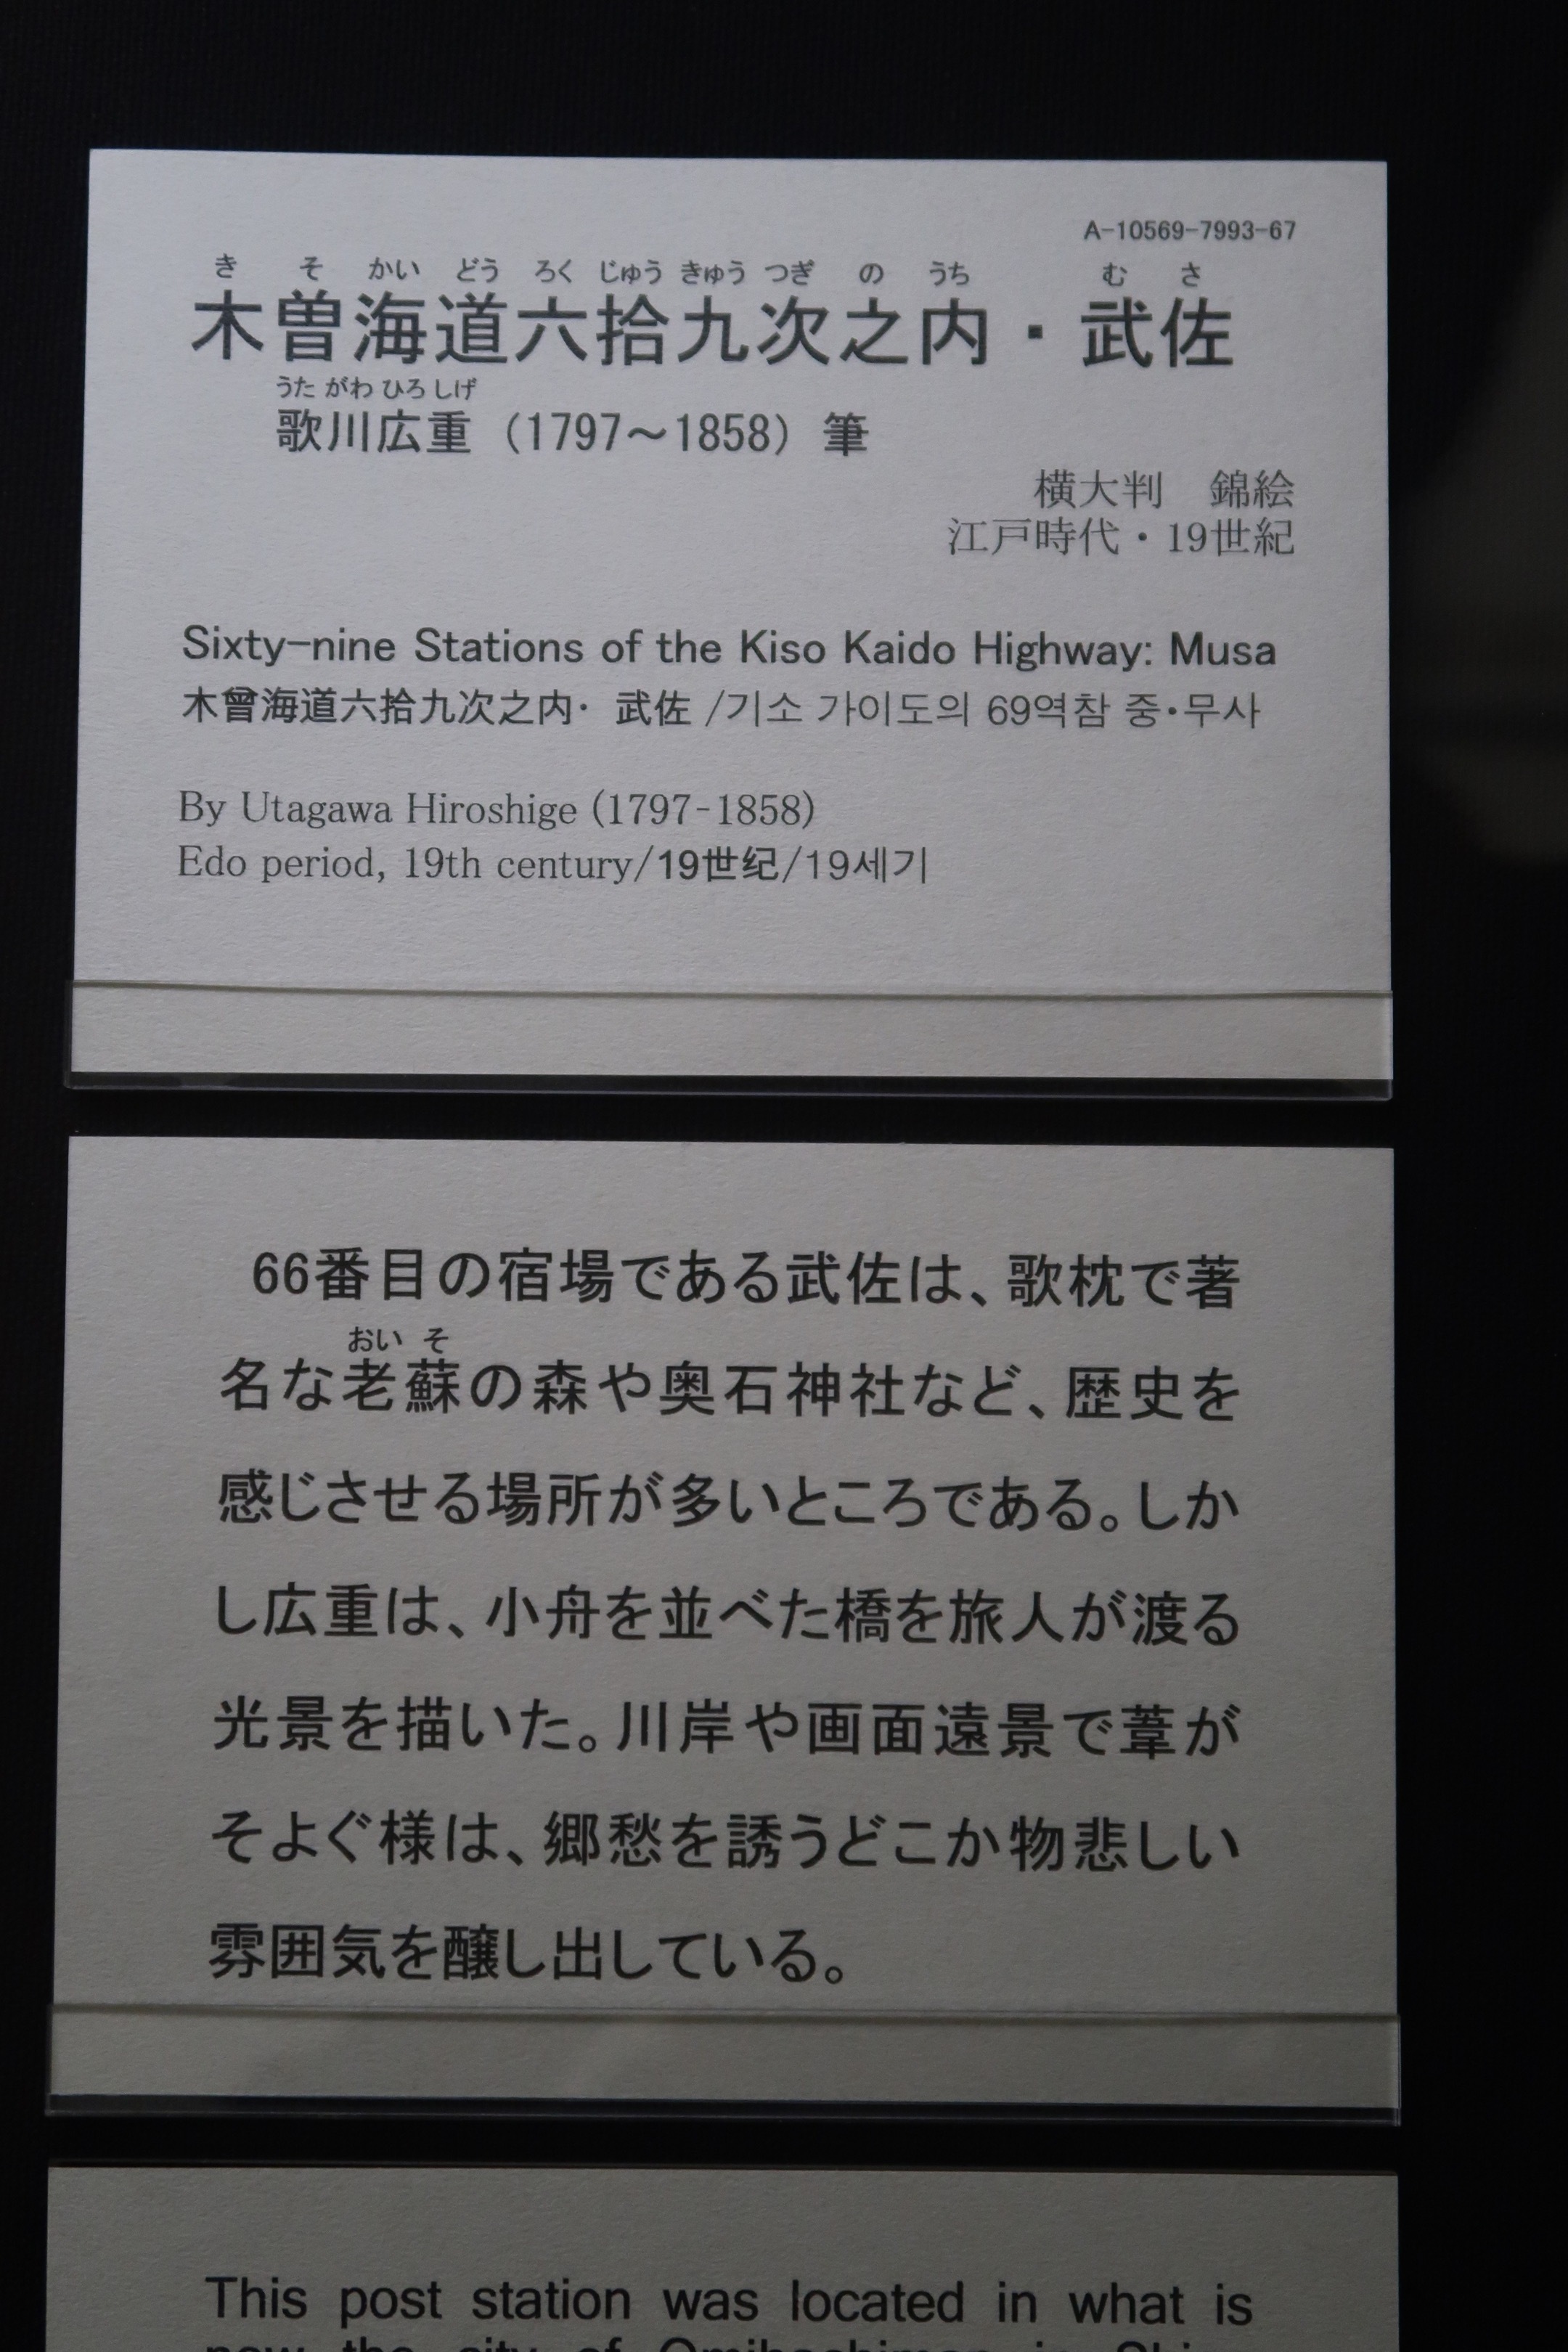 A-10569-7993-67
き そ かい どう ろく じゅう きゅう つぎ の うち む さ
木曽海道六拾九次之内・武佐
うた がわ ひろ しげ
歌川広重（1797～1858）筆
横大判　錦絵
江戸時代・19世紀
Sixty-nine Stations of the Kiso Kaido Highway: Musa
木曾海道六拾九次之内· 武佐 /기소 가이도의 69역참 중·무사
By Utagawa Hiroshige (1797-1858)
Edo period, 19th century/19世纪/19세기
66番目の宿場である武佐は、歌枕で著
おい そ
名な老蘇の森や奥石神社など、歴史を
感じさせる場所が多いところである。しか
し広重は、小舟を並べた橋を旅人が渡る
光景を描いた。川岸や画面遠景で葦が
そよぐ様は、郷愁を誘うどこか物悲しい
雰囲気を醸し出している。
This post station was located in what is
now the city of Omihachiman in